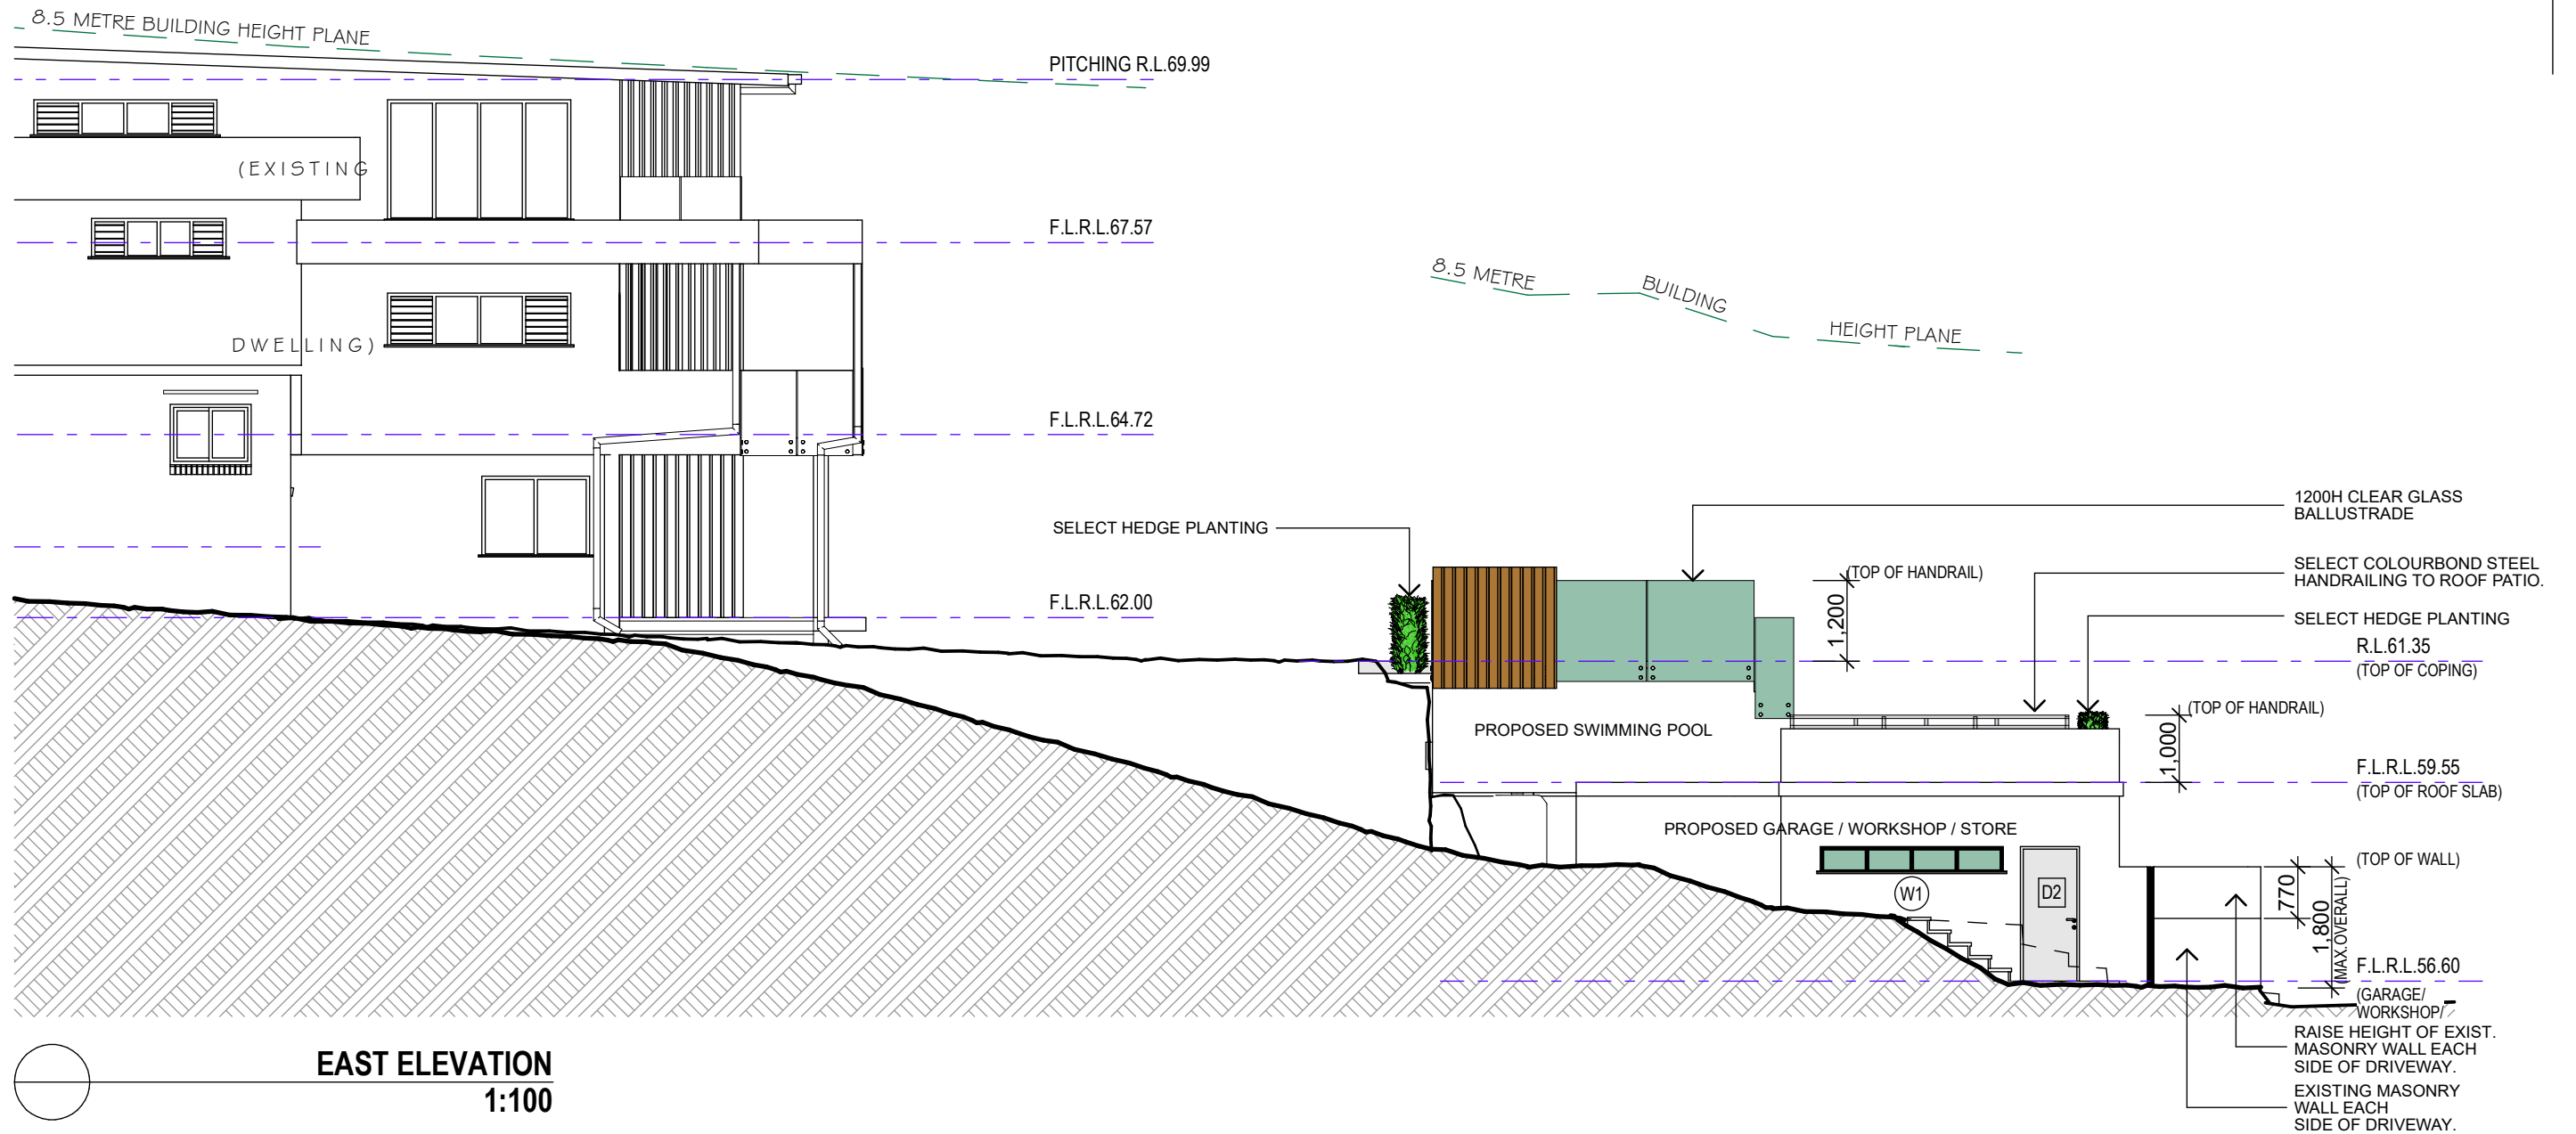 8.5 METRE BUILDING HEIGHT PLANE
PITCHING R.L.69.99
(EXISTING
F.L.R.L.67.57
8.5 METRE
BUILDING
HEIGHT PLANE
DWELLING)
F.L.R.L.64.72
1200H CLEAR GLASS
BALLUSTRADE
SELECT HEDGE PLANTING
SELECT COLOURBOND STEEL
HANDRAILING TO ROOF PATIO.
(TOP OF HANDRAIL)
1,200
F.L.R.L.62.00
SELECT HEDGE PLANTING
R.L.61.35
(TOP OF COPING)
(TOP OF HANDRAIL)
1,000
PROPOSED SWIMMING POOL
F.L.R.L.59.55
(TOP OF ROOF SLAB)
PROPOSED GARAGE / WORKSHOP / STORE
(TOP OF WALL)
W1
D2
770
1,800
(MAX.OVERALL)
F.L.R.L.56.60
(GARAGE/
WORKSHOP/
RAISE HEIGHT OF EXIST.
MASONRY WALL EACH
SIDE OF DRIVEWAY.
EXISTING MASONRY
WALL EACH
SIDE OF DRIVEWAY.
EAST ELEVATION
1:100